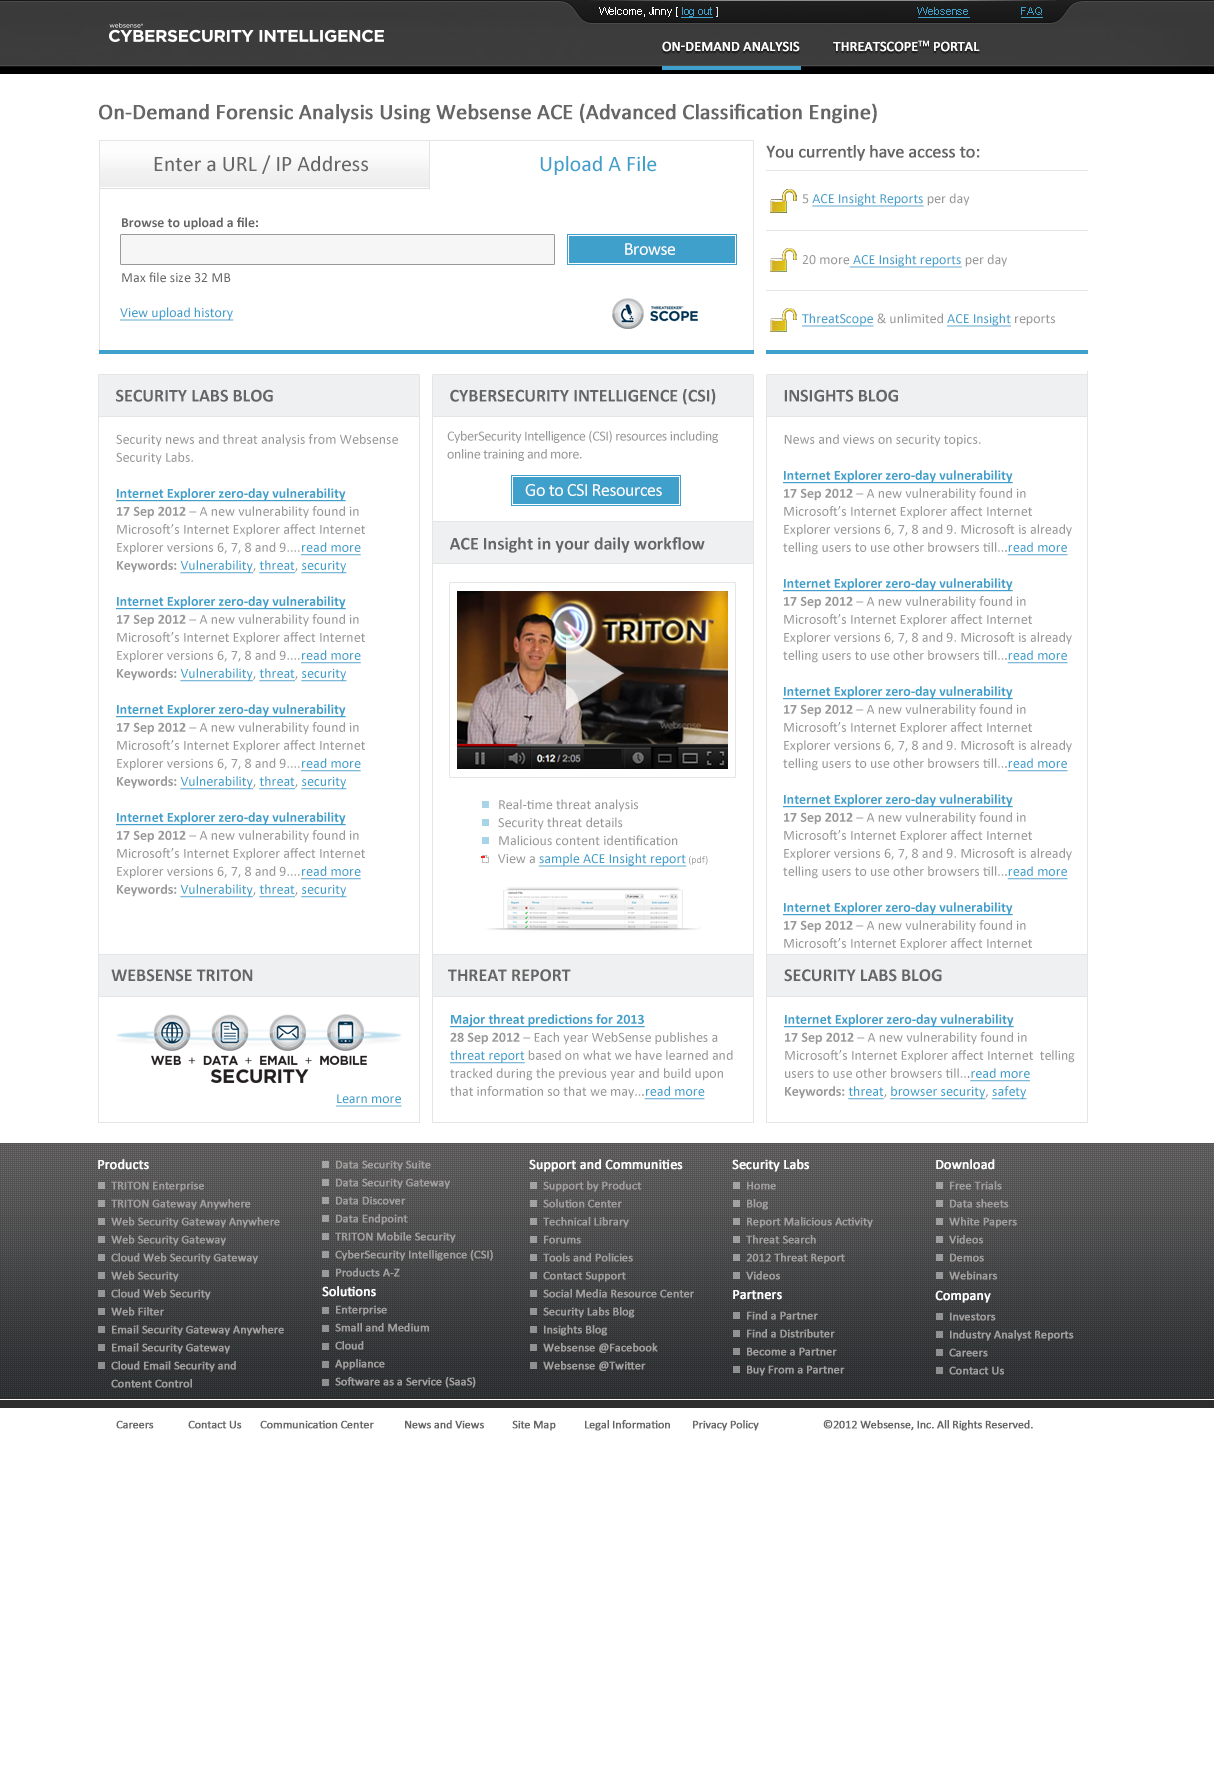 Welcome, Jinny [ log out ]
Websense
FAQ
websense®
CYBERSECURITY INTELLIGENCE
ON-DEMAND ANALYSIS
THREATSCOPE™ PORTAL
On-Demand Forensic Analysis Using Websense ACE (Advanced Classification Engine)
Enter a URL / IP Address
Upload A File
Browse to upload a file:
Browse
Max file size 32 MB
View upload history
THREATSEEKER®
SCOPE
You currently have access to:
5 ACE Insight Reports per day
20 more ACE Insight reports per day
ThreatScope & unlimited ACE Insight reports
SECURITY LABS BLOG
Security news and threat analysis from Websense
Security Labs.
Internet Explorer zero-day vulnerability
17 Sep 2012 – A new vulnerability found in
Microsoft’s Internet Explorer affect Internet
Explorer versions 6, 7, 8 and 9....read more
Keywords: Vulnerability, threat, security
Internet Explorer zero-day vulnerability
17 Sep 2012 – A new vulnerability found in
Microsoft’s Internet Explorer affect Internet
Explorer versions 6, 7, 8 and 9....read more
Keywords: Vulnerability, threat, security
Internet Explorer zero-day vulnerability
17 Sep 2012 – A new vulnerability found in
Microsoft’s Internet Explorer affect Internet
Explorer versions 6, 7, 8 and 9....read more
Keywords: Vulnerability, threat, security
Internet Explorer zero-day vulnerability
17 Sep 2012 – A new vulnerability found in
Microsoft’s Internet Explorer affect Internet
Explorer versions 6, 7, 8 and 9....read more
Keywords: Vulnerability, threat, security
CYBERSECURITY INTELLIGENCE (CSI)
CyberSecurity Intelligence (CSI) resources including
online training and more.
Go to CSI Resources
ACE Insight in your daily workflow
TRITON™
Websense
0:12 / 2:05
Real-time threat analysis
Security threat details
Malicious content identification
View a sample ACE Insight report (pdf)
INSIGHTS BLOG
News and views on security topics.
Internet Explorer zero-day vulnerability
17 Sep 2012 – A new vulnerability found in
Microsoft’s Internet Explorer affect Internet
Explorer versions 6, 7, 8 and 9. Microsoft is already
telling users to use other browsers till...read more
Internet Explorer zero-day vulnerability
17 Sep 2012 – A new vulnerability found in
Microsoft’s Internet Explorer affect Internet
Explorer versions 6, 7, 8 and 9. Microsoft is already
telling users to use other browsers till...read more
Internet Explorer zero-day vulnerability
17 Sep 2012 – A new vulnerability found in
Microsoft’s Internet Explorer affect Internet
Explorer versions 6, 7, 8 and 9. Microsoft is already
telling users to use other browsers till...read more
Internet Explorer zero-day vulnerability
17 Sep 2012 – A new vulnerability found in
Microsoft’s Internet Explorer affect Internet
Explorer versions 6, 7, 8 and 9. Microsoft is already
telling users to use other browsers till...read more
Internet Explorer zero-day vulnerability
17 Sep 2012 – A new vulnerability found in
Microsoft’s Internet Explorer affect Internet
WEBSENSE TRITON
WEB + DATA + EMAIL + MOBILE
SECURITY
Learn more
THREAT REPORT
Major threat predictions for 2013
28 Sep 2012 – Each year WebSense publishes a
threat report based on what we have learned and
tracked during the previous year and build upon
that information so that we may...read more
SECURITY LABS BLOG
Internet Explorer zero-day vulnerability
17 Sep 2012 – A new vulnerability found in
Microsoft’s Internet Explorer affect Internet telling
users to use other browsers till...read more
Keywords: threat, browser security, safety
Products
TRITON Enterprise
TRITON Gateway Anywhere
Web Security Gateway Anywhere
Web Security Gateway
Cloud Web Security Gateway
Web Security
Cloud Web Security
Web Filter
Email Security Gateway Anywhere
Email Security Gateway
Cloud Email Security and
Content Control
Data Security Suite
Data Security Gateway
Data Discover
Data Endpoint
TRITON Mobile Security
CyberSecurity Intelligence (CSI)
Products A-Z
Solutions
Enterprise
Small and Medium
Cloud
Appliance
Software as a Service (SaaS)
Support and Communities
Support by Product
Solution Center
Technical Library
Forums
Tools and Policies
Contact Support
Social Media Resource Center
Security Labs Blog
Insights Blog
Websense @Facebook
Websense @Twitter
Security Labs
Home
Blog
Report Malicious Activity
Threat Search
2012 Threat Report
Videos
Partners
Find a Partner
Find a Distributer
Become a Partner
Buy From a Partner
Download
Free Trials
Data sheets
White Papers
Videos
Demos
Webinars
Company
Investors
Industry Analyst Reports
Careers
Contact Us
Careers
Contact Us
Communication Center
News and Views
Site Map
Legal Information
Privacy Policy
©2012 Websense, Inc. All Rights Reserved.